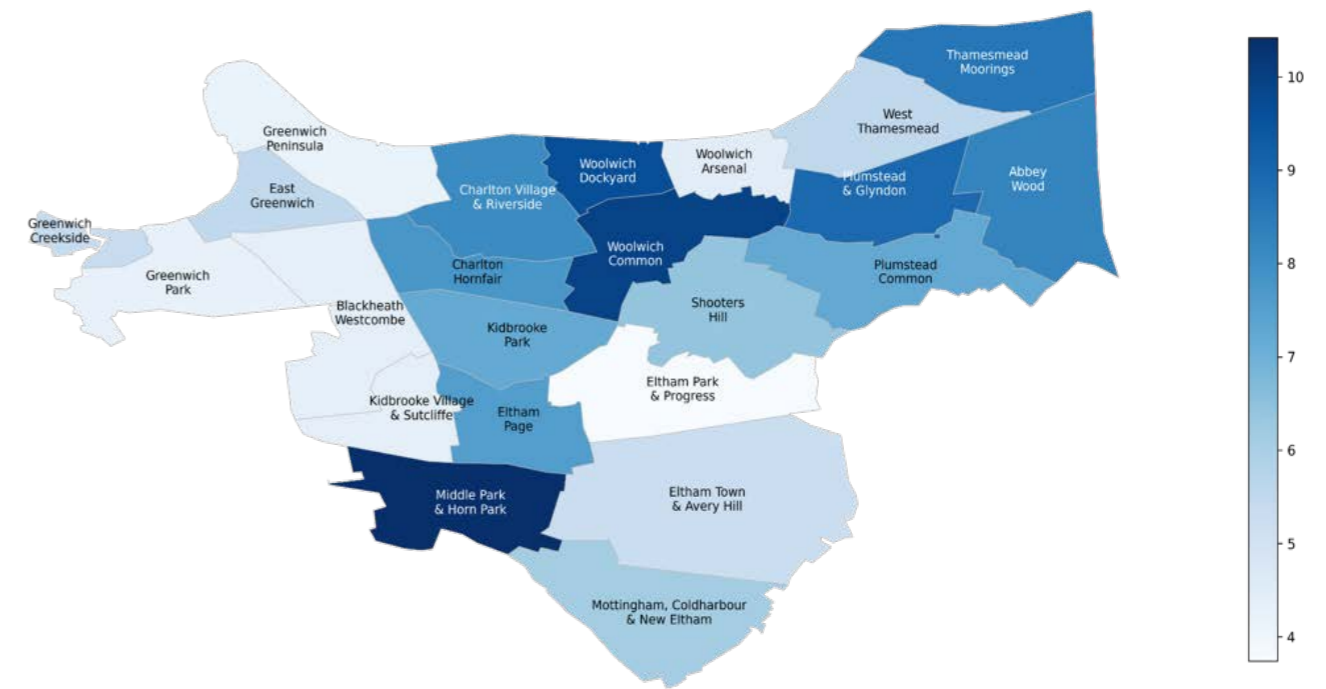 Thamesmead
Moorings
West
Thamesmead
Greenwich
Peninsula
Woolwich
Dockyard
Woolwich
Arsenal
Plumstead
& Glyndon
Abbey
Wood
East
Greenwich
Charlton Village
& Riverside
Greenwich
Creekside
Woolwich
Common
Greenwich
Park
Charlton
Hornfair
Plumstead
Common
Blackheath
Westcombe
Shooters
Hill
Kidbrooke
Park
Eltham Park
& Progress
Kidbrooke Village
& Sutcliffe
Eltham
Page
Middle Park
& Horn Park
Eltham Town
& Avery Hill
Mottingham, Coldharbour
& New Eltham
10
9
8
7
6
5
4